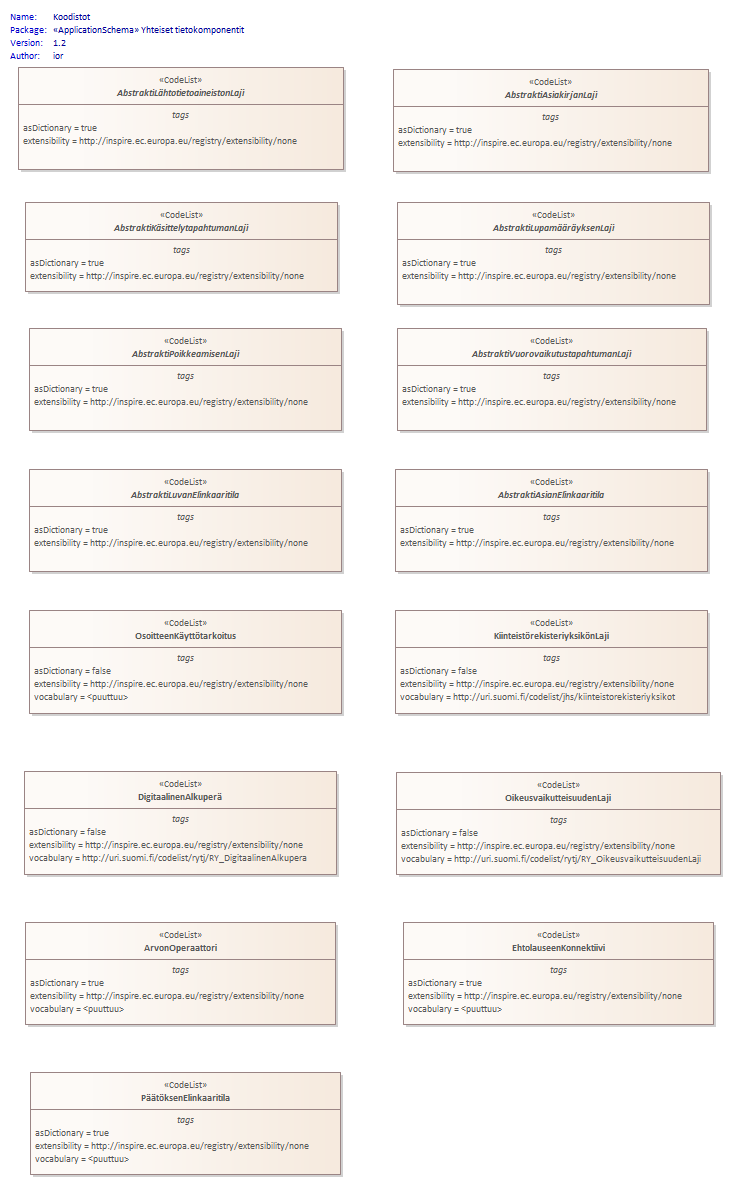 Name: Koodistot
Package: «ApplicationSchema» Yhteiset tietokomponentit
Version: 1.2
Author: ior
«CodeList»
AbstraktiLähtotietoaineistonLaji
tags
asDictionary = true
extensibility = http://inspire.ec.europa.eu/registry/extensibility/none
«CodeList»
AbstraktiAsiakirjanLaji
tags
asDictionary = true
extensibility = http://inspire.ec.europa.eu/registry/extensibility/none
«CodeList»
AbstraktiKäsittelytapahtumanLaji
tags
asDictionary = true
extensibility = http://inspire.ec.europa.eu/registry/extensibility/none
«CodeList»
AbstraktiLupamääräyksenLaji
tags
asDictionary = true
extensibility = http://inspire.ec.europa.eu/registry/extensibility/none
«CodeList»
AbstraktiPoikkeamisenLaji
tags
asDictionary = true
extensibility = http://inspire.ec.europa.eu/registry/extensibility/none
«CodeList»
AbstraktiVuorovaikutustapahtumanLaji
tags
asDictionary = true
extensibility = http://inspire.ec.europa.eu/registry/extensibility/none
«CodeList»
AbstraktiLuvanElinkaaritila
tags
asDictionary = true
extensibility = http://inspire.ec.europa.eu/registry/extensibility/none
«CodeList»
AbstraktiAsianElinkaaritila
tags
asDictionary = true
extensibility = http://inspire.ec.europa.eu/registry/extensibility/none
«CodeList»
OsoitteenKäyttötarkoitus
tags
asDictionary = false
extensibility = http://inspire.ec.europa.eu/registry/extensibility/none
vocabulary = <puuttuu>
«CodeList»
KiinteistörekisteriyksikönLaji
tags
asDictionary = false
extensibility = http://inspire.ec.europa.eu/registry/extensibility/none
vocabulary = http://uri.suomi.fi/codelist/jhs/kiinteistorekisteriyksikot
«CodeList»
DigitaalinenAlkuperä
tags
asDictionary = false
extensibility = http://inspire.ec.europa.eu/registry/extensibility/none
vocabulary = http://uri.suomi.fi/codelist/rytj/RY_DigitaalinenAlkupera
«CodeList»
OikeusvaikutteisuudenLaji
tags
asDictionary = false
extensibility = http://inspire.ec.europa.eu/registry/extensibility/none
vocabulary = http://uri.suomi.fi/codelist/rytj/RY_OikeusvaikutteisuudenLaji
«CodeList»
ArvonOperaattori
tags
asDictionary = true
extensibility = http://inspire.ec.europa.eu/registry/extensibility/none
vocabulary = <puuttuu>
«CodeList»
EhtolauseenKonnektiivi
tags
asDictionary = true
extensibility = http://inspire.ec.europa.eu/registry/extensibility/none
vocabulary = <puuttuu>
«CodeList»
PäätöksenElinkaaritila
tags
asDictionary = true
extensibility = http://inspire.ec.europa.eu/registry/extensibility/none
vocabulary = <puuttuu>